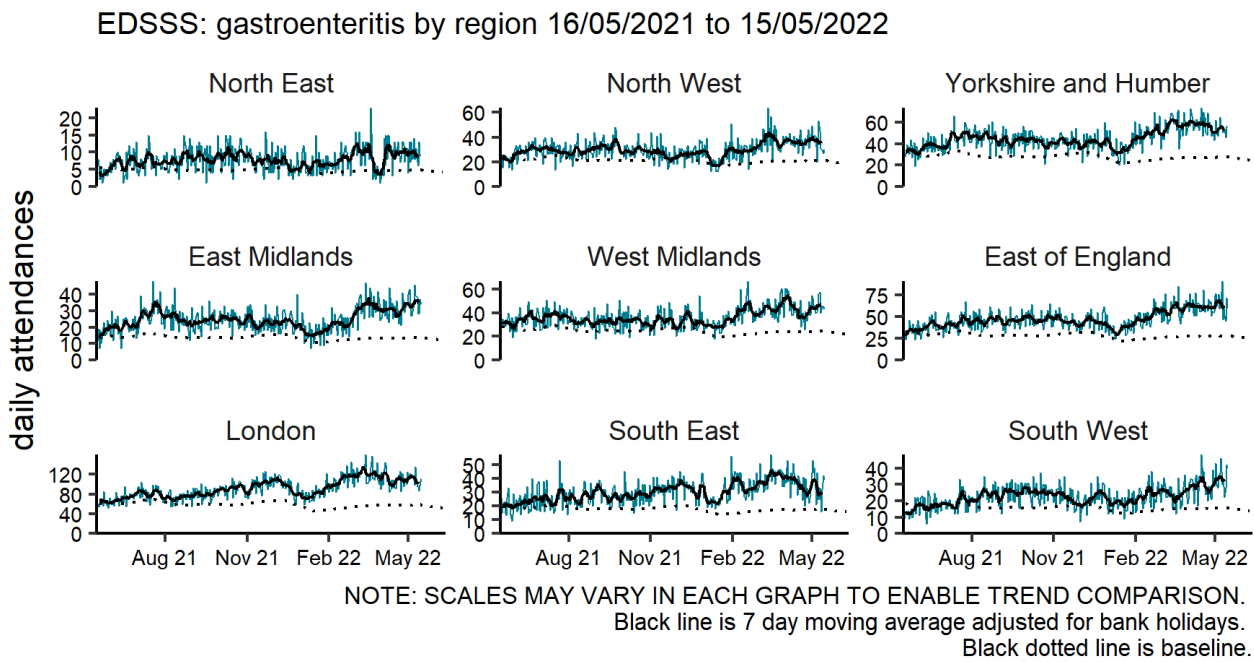 EDSSS: gastroenteritis by region 16/05/2021 to 15/05/2022
daily attendances
North East
20
15
10
5
0
North West
60
40
20
0
Yorkshire and Humber
60
40
20
0
East Midlands
40
30
20
10
0
West Midlands
60
40
20
0
East of England
75
50
25
0
London
120
80
40
0
South East
50
40
30
20
10
0
South West
40
30
20
10
0
Aug 21 Nov 21 Feb 22 May 22
Aug 21 Nov 21 Feb 22 May 22
Aug 21 Nov 21 Feb 22 May 22
NOTE: SCALES MAY VARY IN EACH GRAPH TO ENABLE TREND COMPARISON.
Black line is 7 day moving average adjusted for bank holidays.
Black dotted line is baseline.